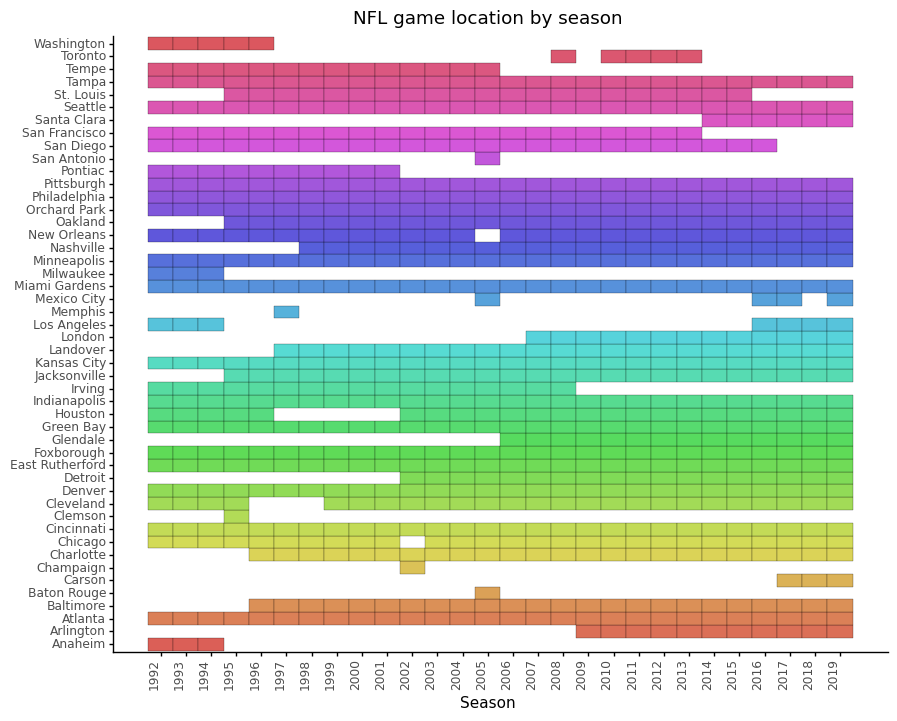 NFL game location by season
Washington
Toronto
Tempe
Tampa
St. Louis
Seattle
Santa Clara
San Francisco
San Diego
San Antonio
Pontiac
Pittsburgh
Philadelphia
Orchard Park
Oakland
New Orleans
Nashville
Minneapolis
Milwaukee
Miami Gardens
Mexico City
Memphis
Los Angeles
London
Landover
Kansas City
Jacksonville
Irving
Indianapolis
Houston
Green Bay
Glendale
Foxborough
East Rutherford
Detroit
Denver
Cleveland
Clemson
Cincinnati
Chicago
Charlotte
Champaign
Carson
Baton Rouge
Baltimore
Atlanta
Arlington
Anaheim
1992 1993 1994 1995 1996 1997 1998 1999 2000 2001 2002 2003 2004 2005 2006 2007 2008 2009 2010 2011 2012 2013 2014 2015 2016 2017 2018 2019
Season